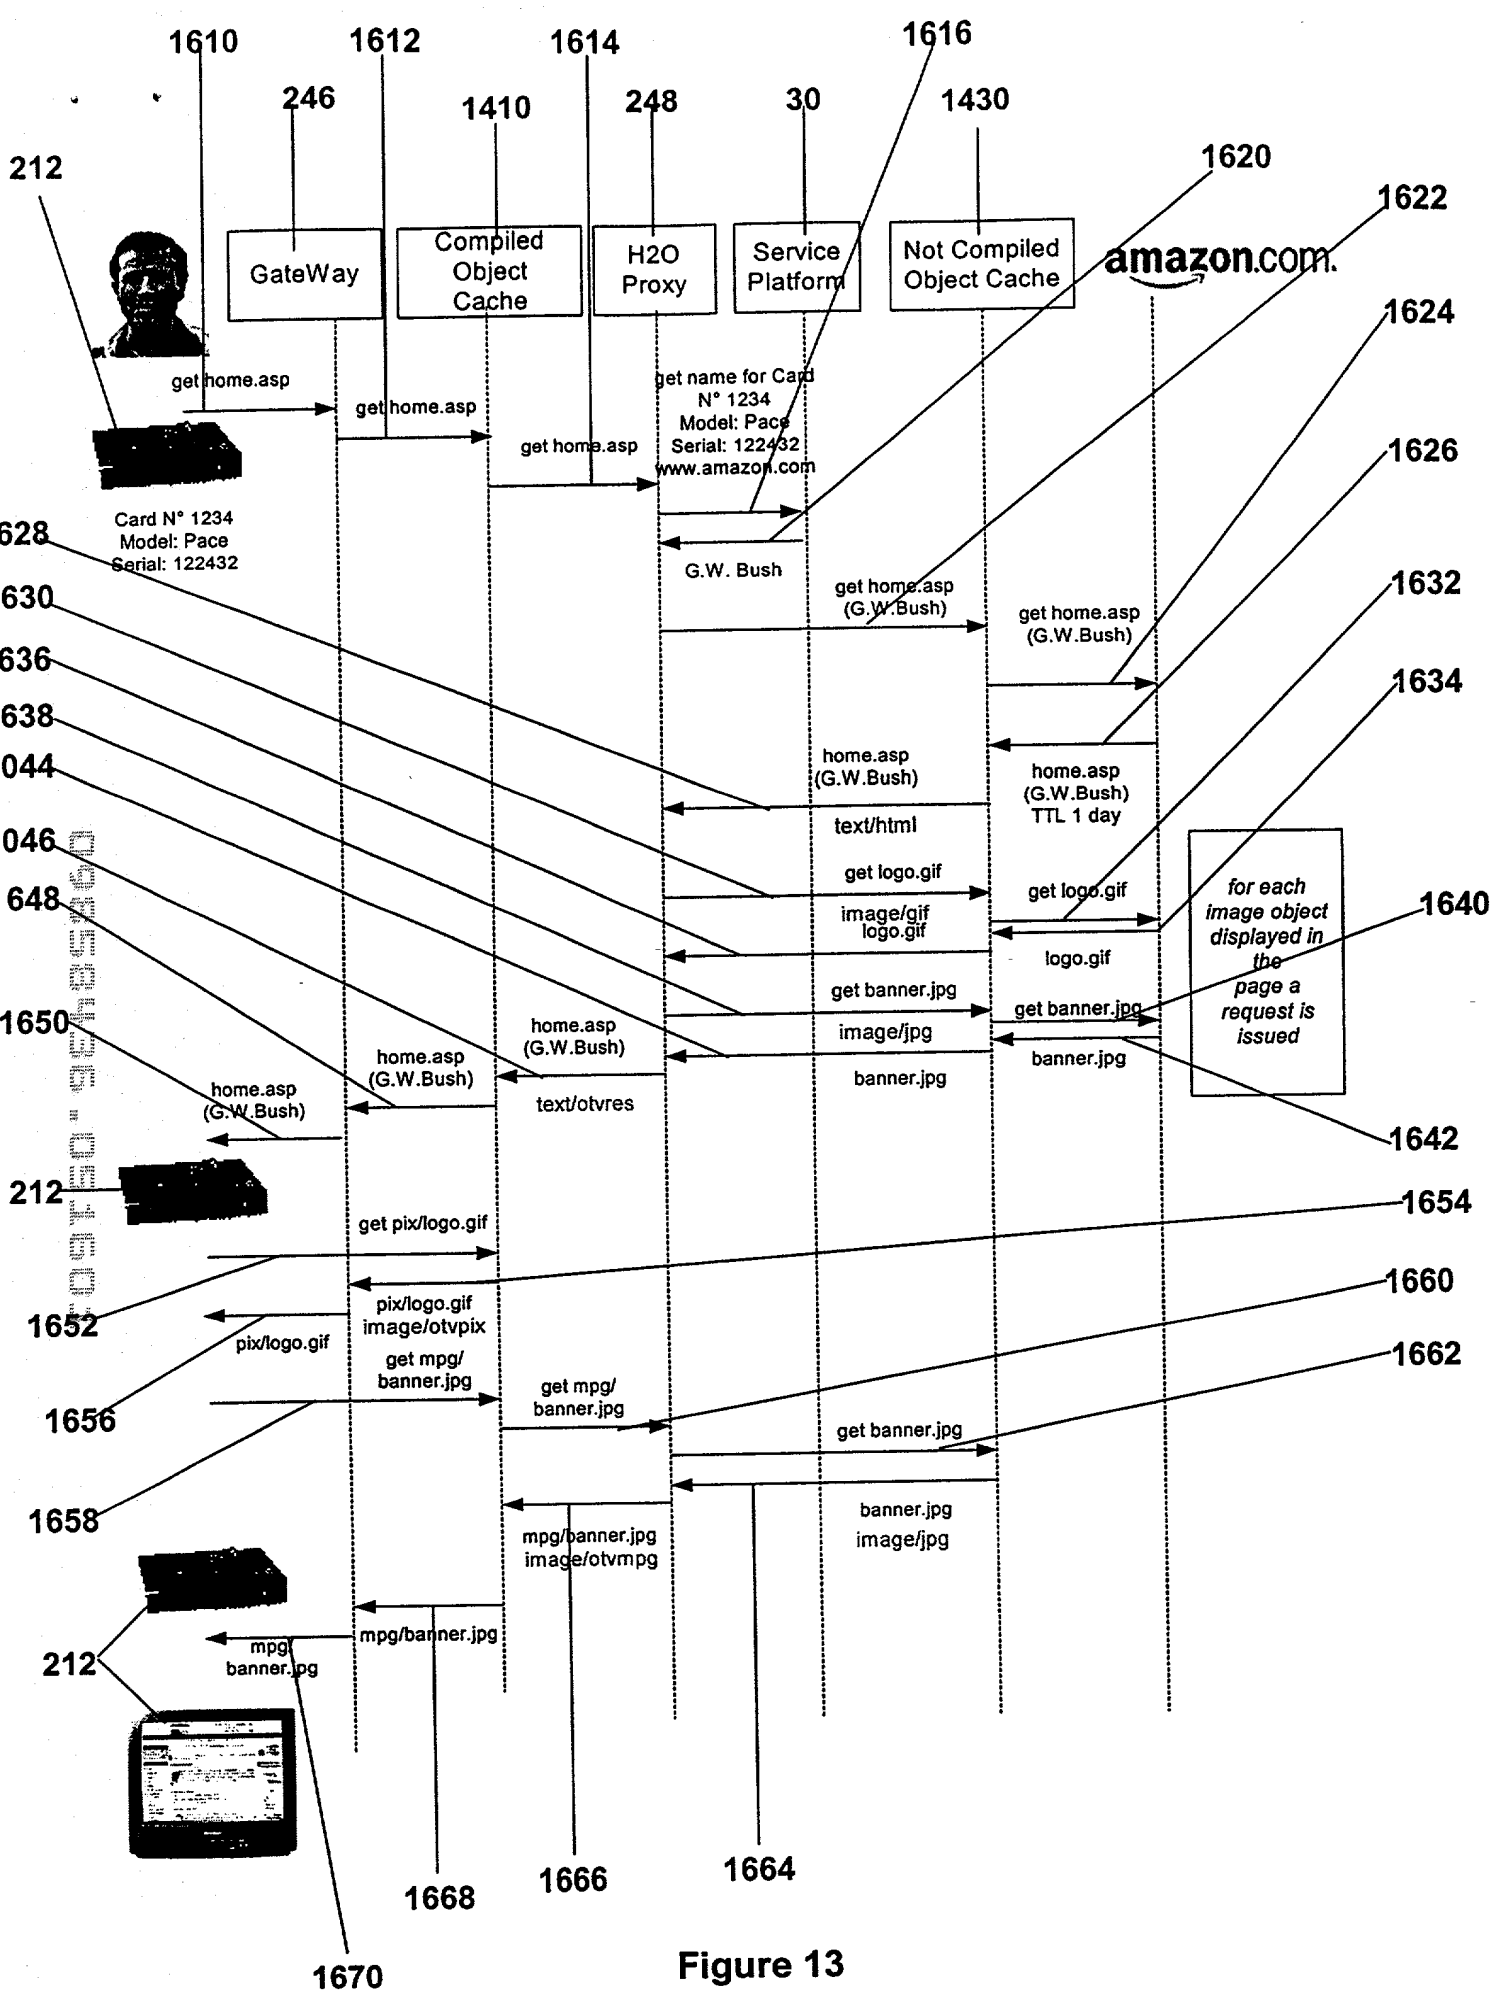 1610
1612
1614
1616
246
1410
248
30
1430
212
1620
1622
GateWay
Compiled
Object
Cache
H2O
Proxy
Service
Platform
Not Compiled
Object Cache
amazon.com.
1624
get home.asp
get home.asp
get home.asp
get name for Card
N° 1234
Model: Pace
Serial: 122432
www.amazon.com
1626
Card N° 1234
Model: Pace
Serial: 122432
628
G.W. Bush
630
get home.asp
(G.W.Bush)
get home.asp
(G.W.Bush)
1632
636
1634
638
044
home.asp
(G.W.Bush)
text/html
home.asp
(G.W.Bush)
TTL 1 day
046
648
get logo.gif
image/gif
logo.gif
get logo.gif
logo.gif
for each
image object
displayed in
the
page a
request is
issued
1640
1650
get banner.jpg
image/jpg
banner.jpg
get banner.jpg
banner.jpg
home.asp
(G.W.Bush)
text/otvres
home.asp
(G.W.Bush)
home.asp
(G.W.Bush)
1642
212
1654
get pix/logo.gif
1660
pix/logo.gif
image/otvpix
1652
pix/logo.gif
1662
get mpg/
banner.jpg
get mpg/
banner.jpg
1656
get banner.jpg
1658
banner.jpg
image/jpg
mpg/banner.jpg
image/otvmpg
mpg/banner.jpg
212
mpg/
banner.jpg
1664
1666
1668
1670
Figure 13